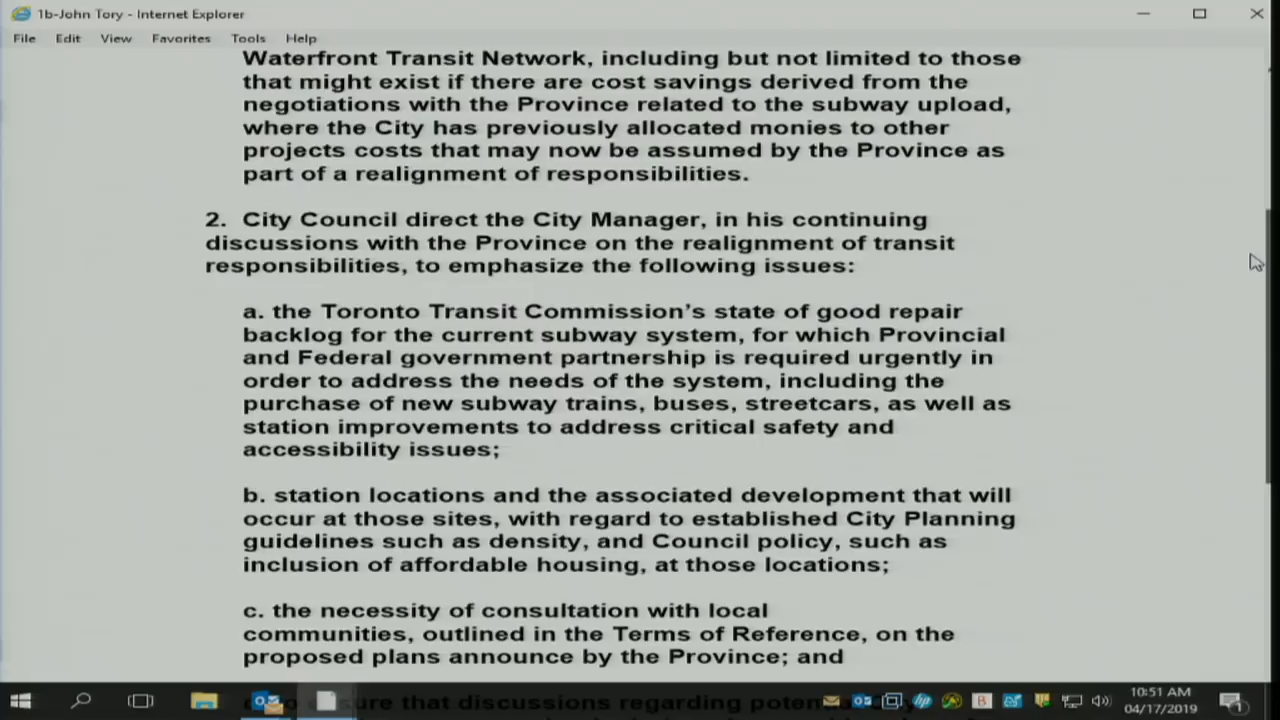 1b-John Tory - Internet Explorer
File Edit View Favorites Tools Help
Waterfront Transit Network, including but not limited to those
that might exist if there are cost savings derived from the
negotiations with the Province related to the subway upload,
where the City has previously allocated monies to other
projects costs that may now be assumed by the Province as
part of a realignment of responsibilities.
2. City Council direct the City Manager, in his continuing
discussions with the Province on the realignment of transit
responsibilities, to emphasize the following issues:
a. the Toronto Transit Commission's state of good repair
backlog for the current subway system, for which Provincial
and Federal government partnership is required urgently in
order to address the needs of the system, including the
purchase of new subway trains, buses, streetcars, as well as
station improvements to address critical safety and
accessibility issues;
b. station locations and the associated development that will
occur at those sites, with regard to established City Planning
guidelines such as density, and Council policy, such as
inclusion of affordable housing, at those locations;
c. the necessity of consultation with local
communities, outlined in the Terms of Reference, on the
proposed plans announce by the Province; and
that discussions regarding
10:51 AM
04/17/2019